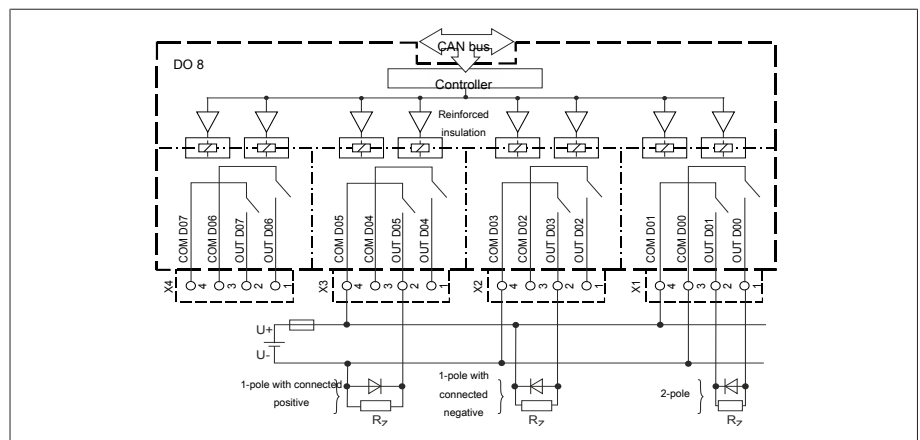 CAN bus
DO 8
Controller
Reinforced
insulation
COM D07
COM D06
OUT D07
OUT D06
COM D05
COM D04
OUT D05
OUT D04
COM D03
COM D02
OUT D03
OUT D02
COM D01
COM D00
OUT D01
OUT D00
X4 4 3 2 1
X3 4 3 2 1
X2 4 3 2 1
X1 4 3 2 1
U+
U-
1-pole with connected
positive
1-pole with
connected
negative
2-pole
RZ
RZ
RZ